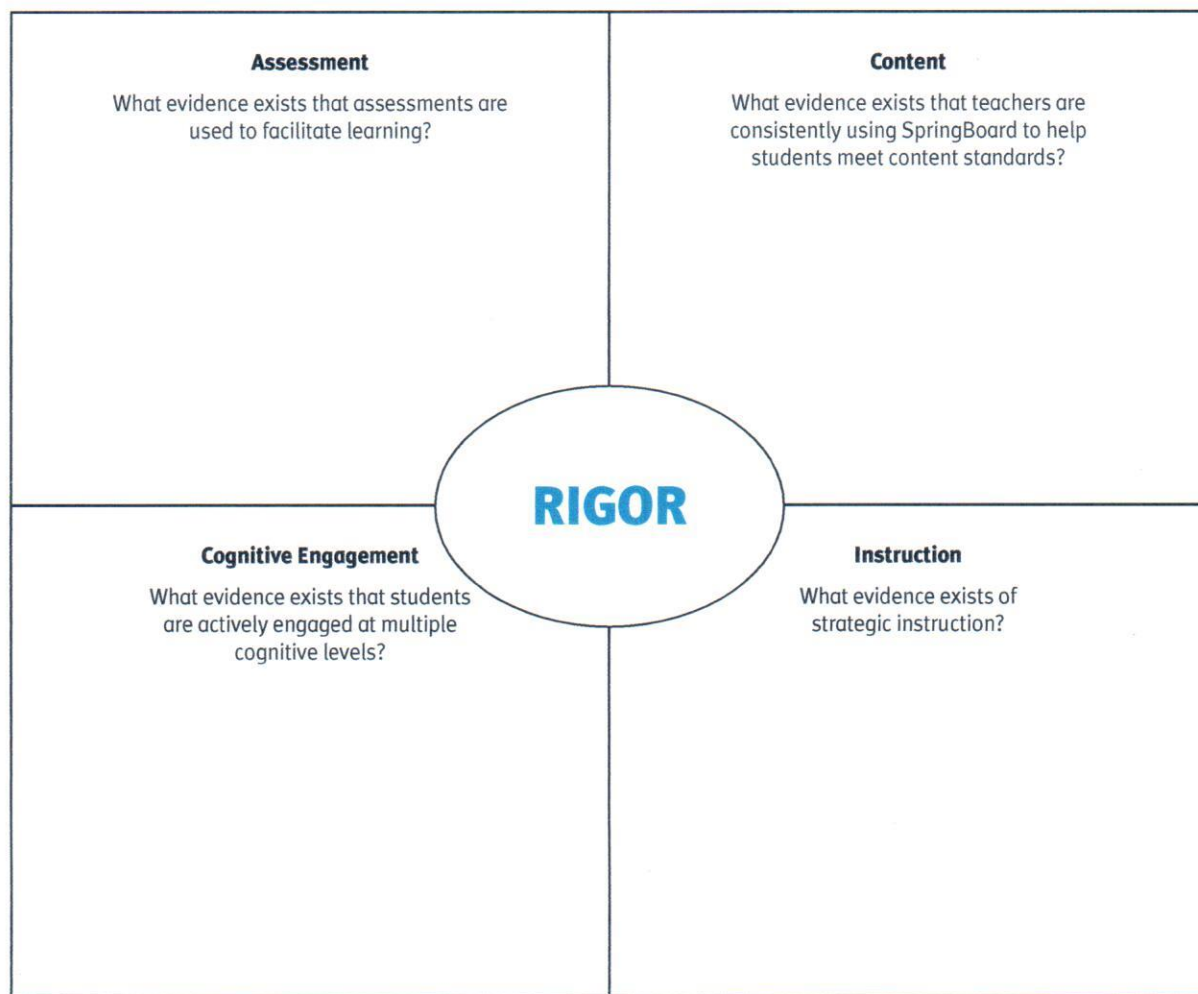 Assessment
What evidence exists that assessments are
used to facilitate learning?
Content
What evidence exists that teachers are
consistently using SpringBoard to help
students meet content standards?
RIGOR
Cognitive Engagement
What evidence exists that students
are actively engaged at multiple
cognitive levels?
Instruction
What evidence exists of
strategic instruction?